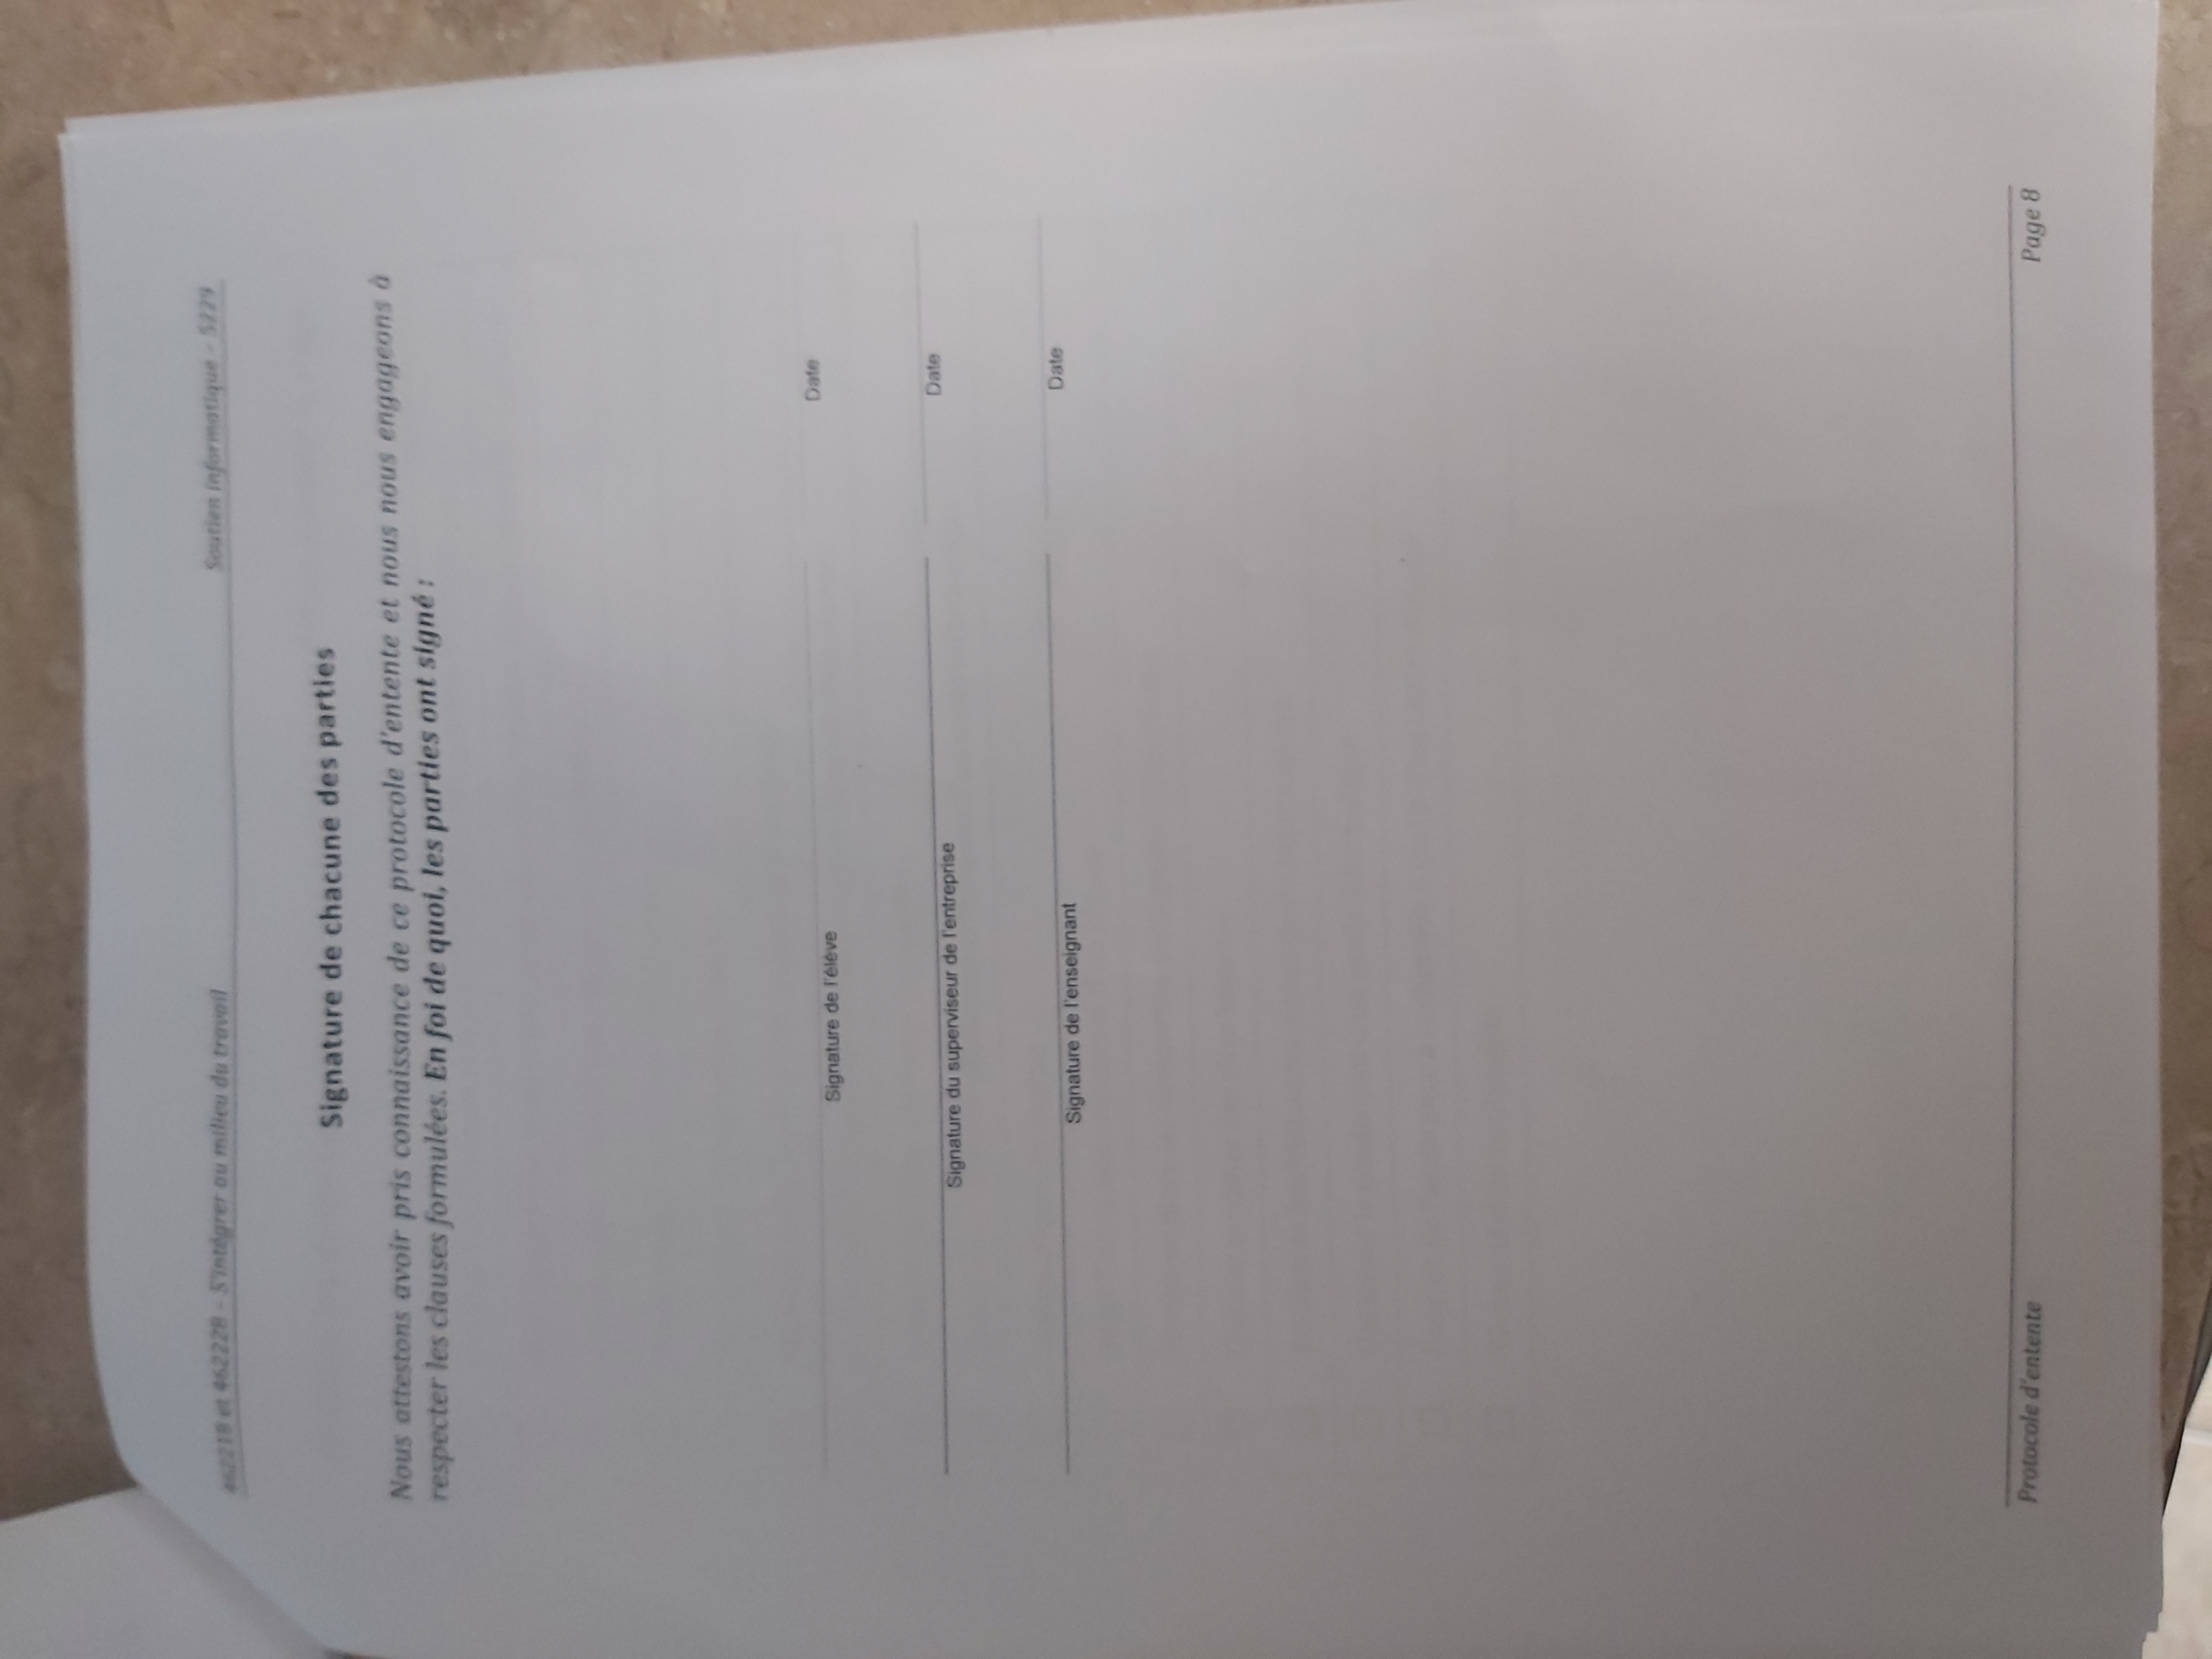 462218 et 462228 - S'intégrer au milieu du travail
Soutien informatique - 5229
Signature de chacune des parties
Nous attestons avoir pris connaissance de ce protocole d'entente et nous nous engageons à
respecter les clauses formulées. En foi de quoi, les parties ont signé :
Signature de l'élève
Date
Signature du superviseur de l'entreprise
Date
Signature de l'enseignant
Date
Protocole d'entente
Page 8